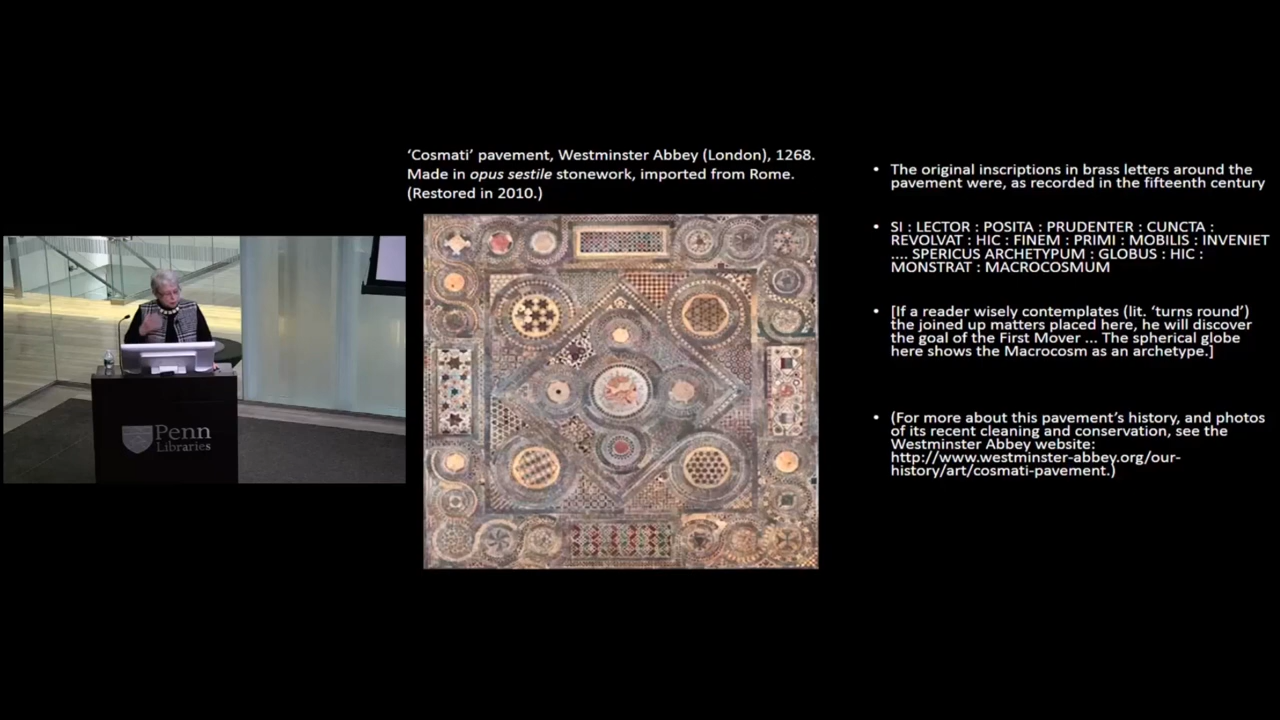 ‘Cosmati’ pavement, Westminster Abbey (London), 1268.
Made in opus sestile stonework, imported from Rome.
(Restored in 2010.)
• The original inscriptions in brass letters around the
pavement were, as recorded in the fifteenth century
• SI : LECTOR : POSITA : PRUDENTER : CUNCTA :
REVOLVAT : HIC : FINEM : PRIMI : MOBILIS : INVENIET
.... SPERICUS ARCHETYPUM : GLOBUS : HIC :
MONSTRAT : MACROCOSMUM
• [If a reader wisely contemplates (lit. ‘turns round’)
the joined up matters placed here, he will discover
the goal of the First Mover ... The spherical globe
here shows the Macrocosm as an archetype.]
• (For more about this pavement’s history, and photos
of its recent cleaning and conservation, see the
Westminster Abbey website:
http://www.westminster-abbey.org/our-
history/art/cosmati-pavement.)
Penn
Libraries